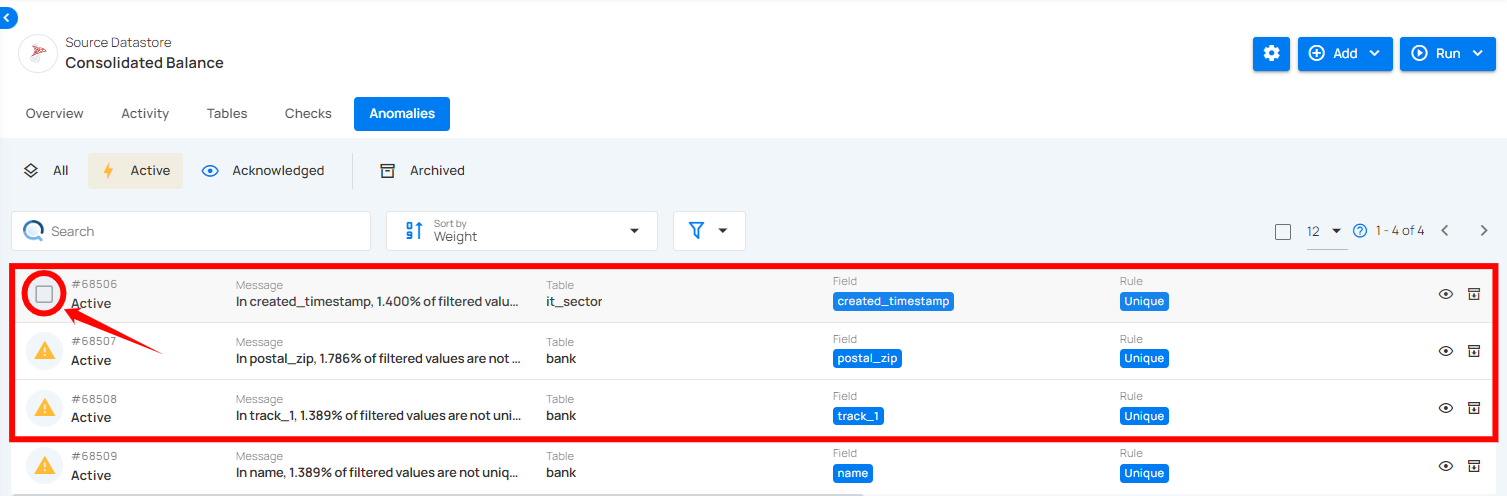 Source Datastore
Consolidated Balance
Add
Run
Overview Activity Tables Checks Anomalies
All Active Acknowledged Archived
Search
Sort by
Weight
12 1 - 4 of 4
#68506 Message Table Field Rule
Active In created_timestamp, 1.400% of filtered valu... it_sector created_timestamp Unique
#68507 Message Table Field Rule
Active In postal_zip, 1.786% of filtered values are not ... bank postal_zip Unique
#68508 Message Table Field Rule
Active In track_1, 1.389% of filtered values are not uni... bank track_1 Unique
#68509 Message Table Field Rule
Active In name, 1.389% of filtered values are not uniq... bank name Unique